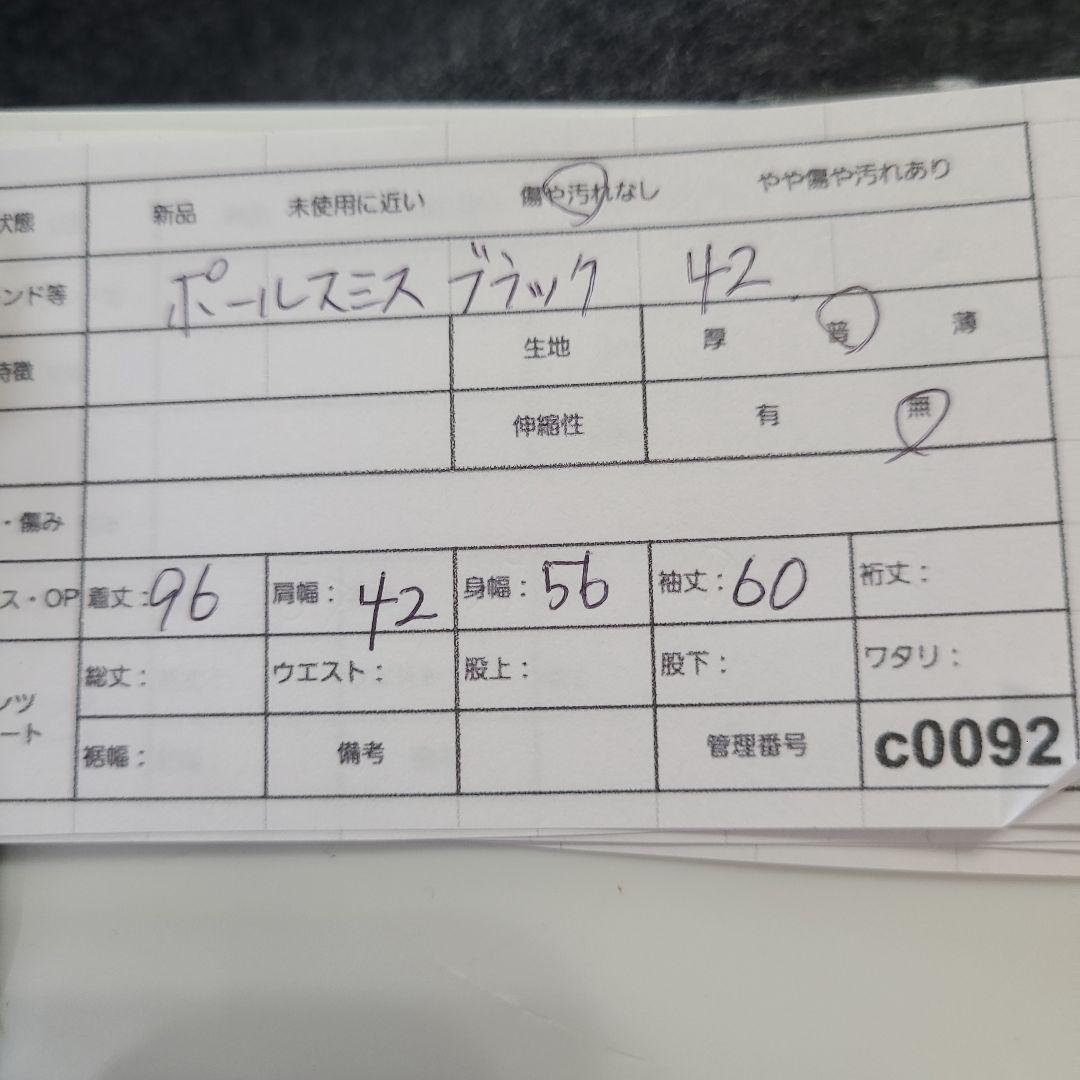 状態 新品 未使用に近い 傷や汚れなし やや傷や汚れあり
ンド等 ポールスミス ブラック 42
特徴 生地 厚 普 薄
伸縮性 有 無
・傷み
ス・OP 着丈:96 肩幅:42 身幅:56 袖丈:60 裄丈:
ンツ
ート
総丈: ウエスト: 股上: 股下: ワタリ:
裾幅: 備考 管理番号 c0092